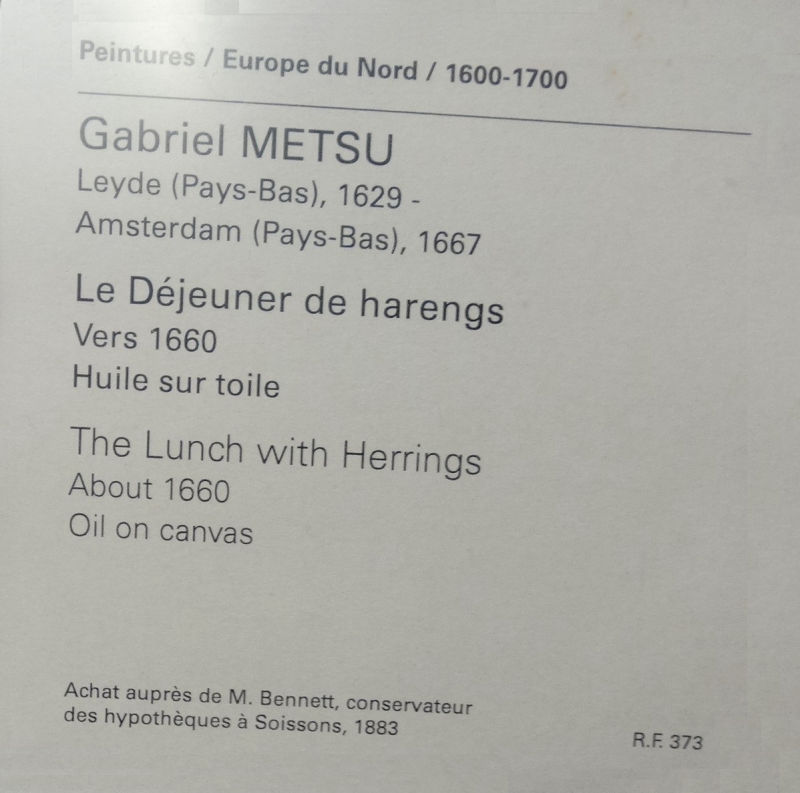 Peintures / Europe du Nord / 1600-1700
Gabriel METSU
Leyde (Pays-Bas), 1629 -
Amsterdam (Pays-Bas), 1667
Le Déjeuner de harengs
Vers 1660
Huile sur toile
The Lunch with Herrings
About 1660
Oil on canvas
Achat auprès de M. Bennett, conservateur
des hypothèques à Soissons, 1883
R.F. 373